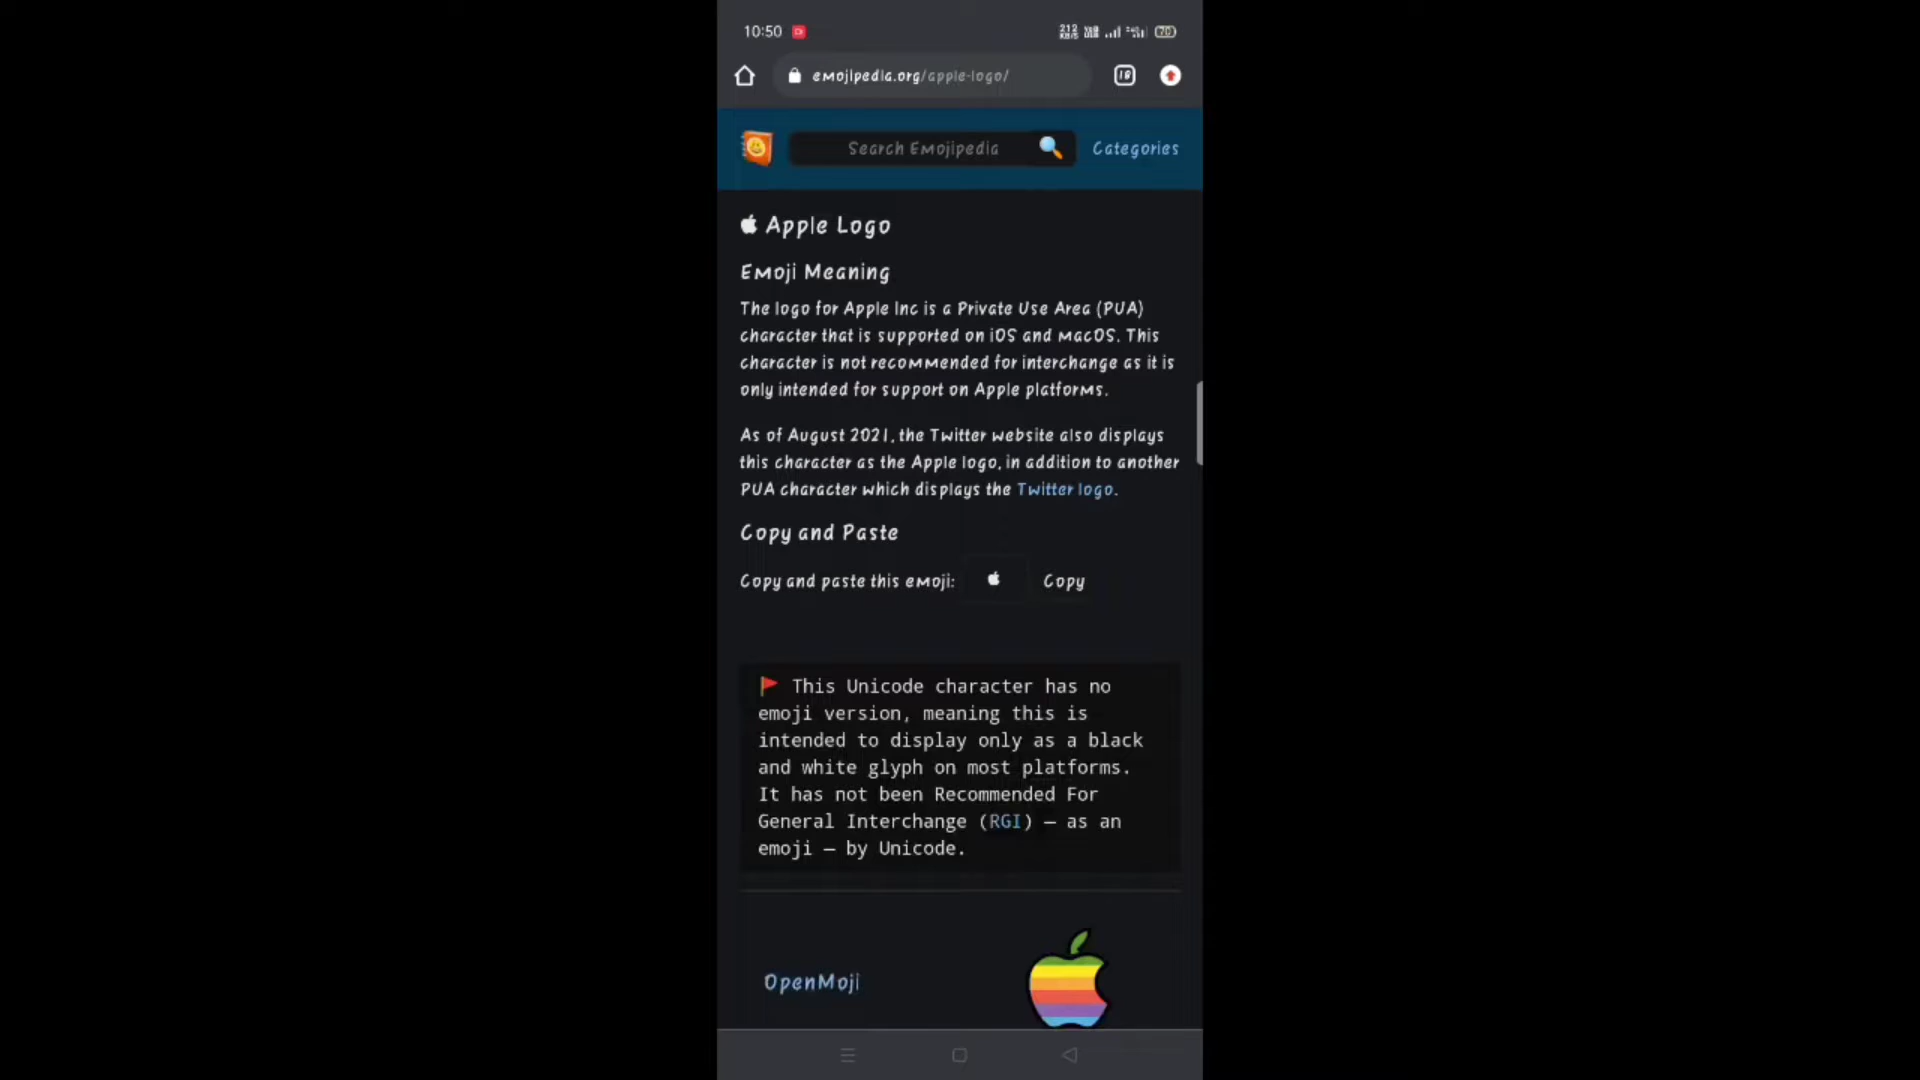 10:50
212 KB/S
70
emojipedia.org/apple-logo/
18
Search Emojipedia
Categories
Apple Logo
Emoji Meaning
The logo for Apple Inc is a Private Use Area (PUA)
character that is supported on iOS and macOS. This
character is not recommended for interchange as it is
only intended for support on Apple platforms.
As of August 2021, the Twitter website also displays
this character as the Apple logo, in addition to another
PUA character which displays the Twitter logo.
Copy and Paste
Copy and paste this emoji:
Copy
This Unicode character has no
emoji version, meaning this is
intended to display only as a black
and white glyph on most platforms.
It has not been Recommended For
General Interchange (RGI) — as an
emoji — by Unicode.
OpenMoji